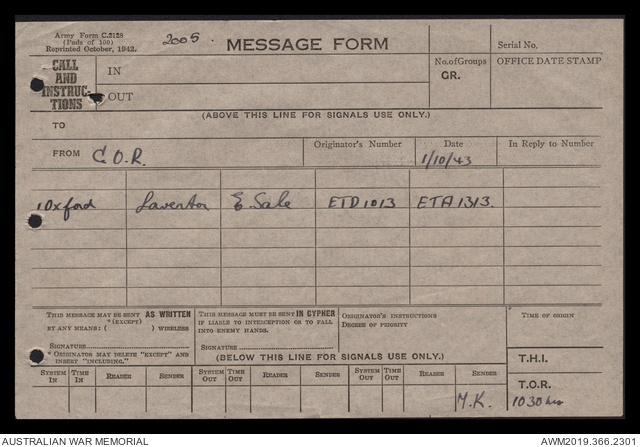 Army Form C.2128
(Pads of 100)
Reprinted October, 1942.
2005.
MESSAGE FORM
Serial No.
CALL AND INSTRUC-TIONS
IN
OUT
No. of Groups
GR.
OFFICE DATE STAMP
(ABOVE THIS LINE FOR SIGNALS USE ONLY.)
TO
FROM C.O.R.
Originator's Number
Date
1/10/43
In Reply to Number
1 Oxford Laverton E. Sale ETD 1013 ETA 1313.
THIS MESSAGE MAY BE SENT AS WRITTEN
*(EXCEPT)
BY ANY MEANS: ( ) WIRELESS
SIGNATURE
* ORIGINATOR MAY DELETE "EXCEPT" AND
INSERT "INCLUDING."
THIS MESSAGE MUST BE SENT IN CYPHER
IF LIABLE TO INTERCEPTION OR TO FALL
INTO ENEMY HANDS.
SIGNATURE
ORIGINATOR'S INSTRUCTIONS
DEGREE OF PRIORITY
TIME OF ORIGIN
(BELOW THIS LINE FOR SIGNALS USE ONLY.)
T.H.I.
SYSTEM IN TIME IN READER SENDER SYSTEM OUT TIME OUT READER SENDER SYSTEM OUT TIME OUT READER SENDER
M.K.
T.O.R.
1030 hrs
AUSTRALIAN WAR MEMORIAL
AWM2019.366.2301